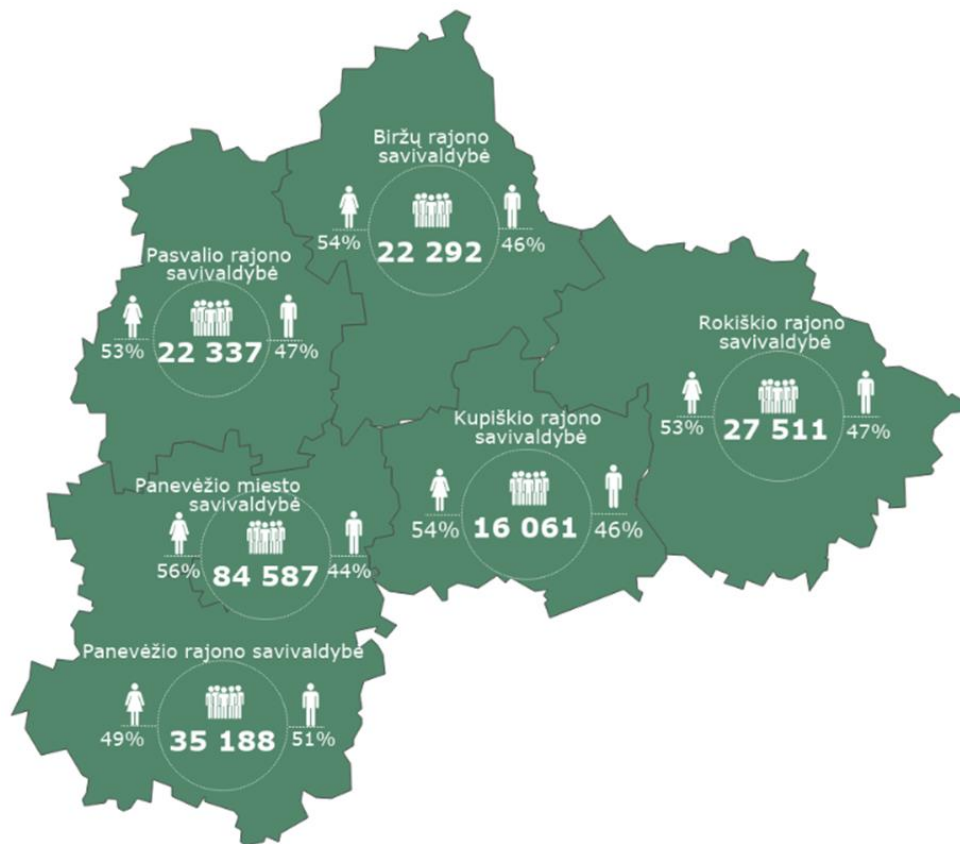 Biržų rajono
savivaldybė
54%
22 292
46%
Pasvalio rajono
savivaldybė
53%
22 337
47%
Rokiškio rajono
savivaldybė
53%
27 511
47%
Kupiškio rajono
savivaldybė
54%
16 061
46%
Panevėžio miesto
savivaldybė
56%
84 587
44%
Panevėžio rajono savivaldybė
49%
35 188
51%